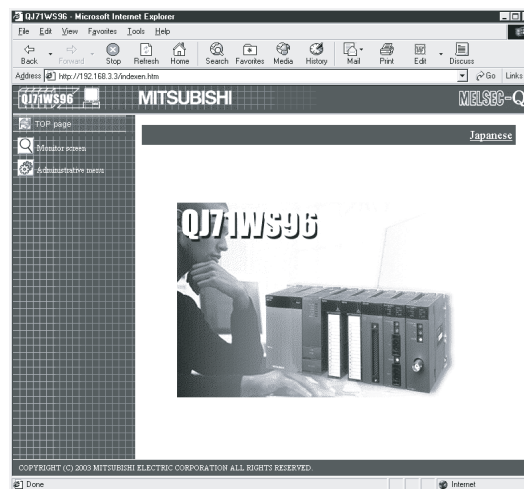 QJ71WS96 - Microsoft Internet Explorer
File Edit View Favorites Tools Help
Back Forward Stop Refresh Home Search Favorites Media History Mail Print Edit Discuss
Address http://192.168.3.3/indexen.htm Go Links
QJ71WS96 MITSUBISHI MELSEC-Q
TOP page
Japanese
Monitor screen
Administrative menu
QJ71WS96
COPYRIGHT (C) 2003 MITSUBISHI ELECTRIC CORPORATION ALL RIGHTS RESERVED.
Done Internet